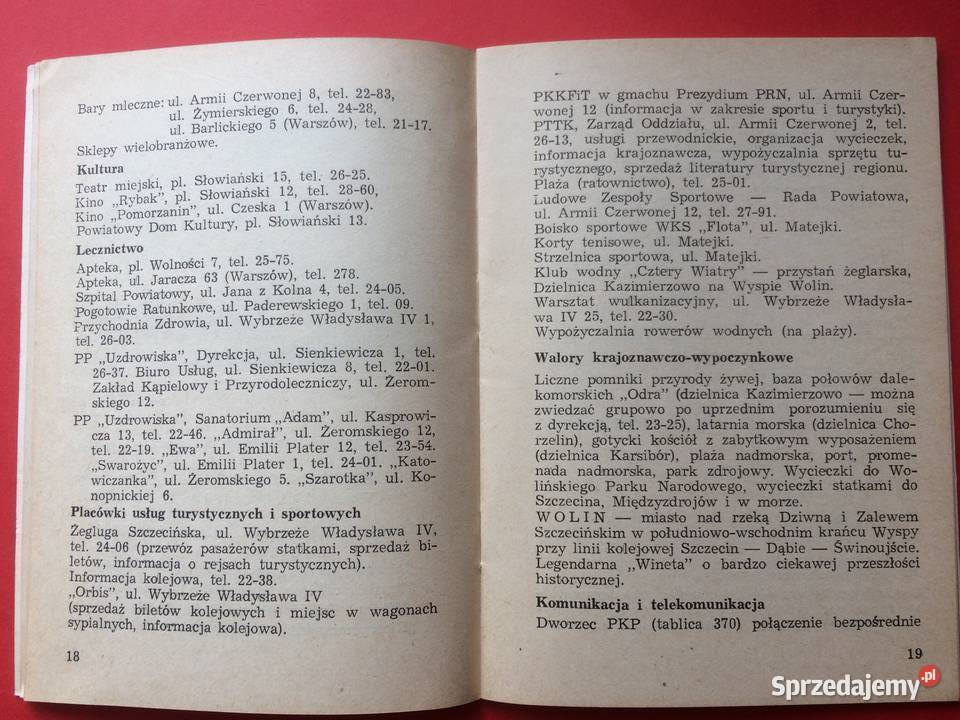 Bary mleczne: ul. Armii Czerwonej 8, tel. 22-83,
ul. Żymierskiego 6, tel. 24-28,
ul. Barlickiego 5 (Warszów), tel. 21-17.
Sklepy wielobranżowe.
Kultura
Teatr miejski, pl. Słowiański 15, tel. 26-25.
Kino „Rybak", pl. Słowiański 12, tel. 28-60,
Kino „Pomorzanin", ul. Czeska 1 (Warszów).
Powiatowy Dom Kultury, pl. Słowiański 13.
Lecznictwo
Apteka, pl. Wolności 7, tel. 25-75.
Apteka, ul. Jaracza 63 (Warszów), tel. 278.
Szpital Powiatowy, ul. Jana z Kolna 4, tel. 24-05.
Pogotowie Ratunkowe, ul. Paderewskiego 1, tel. 09.
Przychodnia Zdrowia, ul. Wybrzeże Władysława IV 1,
tel. 26-03.
PP „Uzdrowiska", Dyrekcja, ul. Sienkiewicza 1, tel.
26-37. Biuro Usług, ul. Sienkiewicza 8, tel. 22-01.
Zakład Kąpielowy i Przyrodoleczniczy, ul. Żerom-
skiego 12.
PP „Uzdrowiska", Sanatorium „Adam", ul. Kasprowi-
cza 13, tel. 22-46. „Admirał", ul. Żeromskiego 12,
tel. 22-19. „Ewa", ul. Emilii Plater 12, tel. 23-54.
„Swarożyc", ul. Emilii Plater 1, tel. 24-01. „Kato-
wiczanka", ul. Żeromskiego 5. „Szarotka", ul. Ko-
nopnickiej 6.
Placówki usług turystycznych i sportowych
Żegluga Szczecińska, ul. Wybrzeże Władysława IV,
tel. 24-06 (przewóz pasażerów statkami, sprzedaż bi-
letów, informacja o rejsach turystycznych).
Informacja kolejowa, tel. 22-38.
„Orbis", ul. Wybrzeże Władysława IV
(sprzedaż biletów kolejowych i miejsc w wagonach
sypialnych, informacja kolejowa).
18
PKKFiT w gmachu Prezydium PRN, ul. Armii Czer-
wonej 12 (informacja w zakresie sportu i turystyki).
PTTK, Zarząd Oddziału, ul. Armii Czerwonej 2, tel.
26-13, usługi przewodnickie, organizacja wycieczek,
informacja krajoznawcza, wypożyczalnia sprzętu tu-
rystycznego, sprzedaż literatury turystycznej regionu.
Plaża (ratownictwo), tel. 25-01.
Ludowe Zespoły Sportowe — Rada Powiatowa,
ul. Armii Czerwonej 12, tel. 27-91.
Boisko sportowe WKS „Flota", ul. Matejki.
Korty tenisowe, ul. Matejki.
Strzelnica sportowa, ul. Matejki.
Klub wodny „Cztery Wiatry" — przystań żeglarska,
Dzielnica Kazimierzowo na Wyspie Wolin.
Warsztat wulkanizacyjny, ul. Wybrzeże Władysła-
wa IV 25, tel. 22-30.
Wypożyczalnia rowerów wodnych (na plaży).
Walory krajoznawczo-wypoczynkowe
Liczne pomniki przyrody żywej, baza połowów dale-
komorskich „Odra" (dzielnica Kazimierzowo — można
zwiedzać grupowo po uprzednim porozumieniu się
z dyrekcją, tel. 23-25), latarnia morska (dzielnica Cho-
rzelin), gotycki kościół z zabytkowym wyposażeniem
(dzielnica Karsibór), plaża nadmorska, port, prome-
nada nadmorska, park zdrojowy. Wycieczki do Wo-
lińskiego Parku Narodowego, wycieczki statkami do
Szczecina, Międzyzdrojów i w morze.
WOLIN — miasto nad rzeką Dziwną i Zalewem
Szczecińskim w południowo-wschodnim krańcu Wyspy
przy linii kolejowej Szczecin — Dąbie — Świnoujście.
Legendarna „Wineta" o bardzo ciekawej przeszłości
historycznej.
Komunikacja i telekomunikacja
Dworzec PKP (tablica 370) połączenie bezpośrednie
19
Sprzedajemy.pl